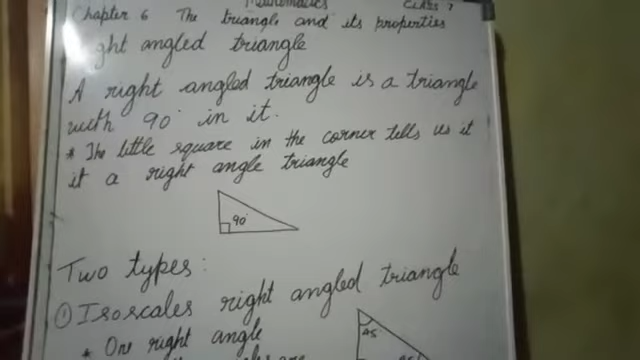 Mathematics Class 7
Chapter 6 The triangle and its properties
ght angled triangle
A right angled triangle is a triangle
with 90° in it.
* The little square in the corner tells us it
it a right angle triangle
90°
Two types:
① Isoscales right angled triangle
* One right angle
45